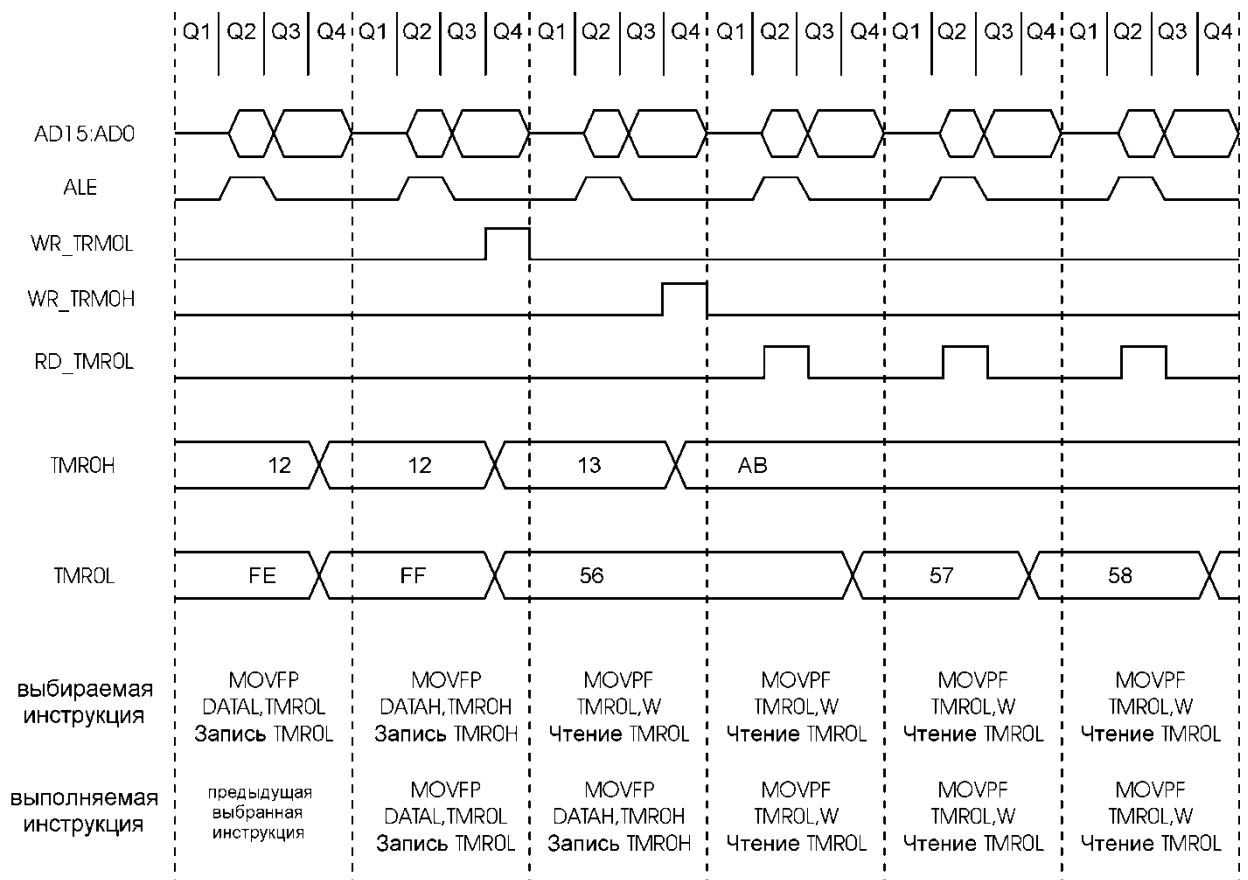 Q1 Q2 Q3 Q4 Q1 Q2 Q3 Q4 Q1 Q2 Q3 Q4 Q1 Q2 Q3 Q4 Q1 Q2 Q3 Q4 Q1 Q2 Q3 Q4
AD15:AD0
ALE
WR_TRM0L
WR_TRM0H
RD_TMR0L
TMR0H 12 12 13 AB
TMR0L FE FF 56 57 58
выбираемая
инструкция
MOVFP
DATAL,TMR0L
Запись TMR0L
MOVFP
DATAH,TMR0H
Запись TMR0H
MOVPF
TMR0L,W
Чтение TMR0L
MOVPF
TMR0L,W
Чтение TMR0L
MOVPF
TMR0L,W
Чтение TMR0L
MOVPF
TMR0L,W
Чтение TMR0L
выполняемая
инструкция
предыдущая
выбранная
инструкция
MOVFP
DATAL,TMR0L
Запись TMR0L
MOVFP
DATAH,TMR0H
Запись TMR0H
MOVPF
TMR0L,W
Чтение TMR0L
MOVPF
TMR0L,W
Чтение TMR0L
MOVPF
TMR0L,W
Чтение TMR0L